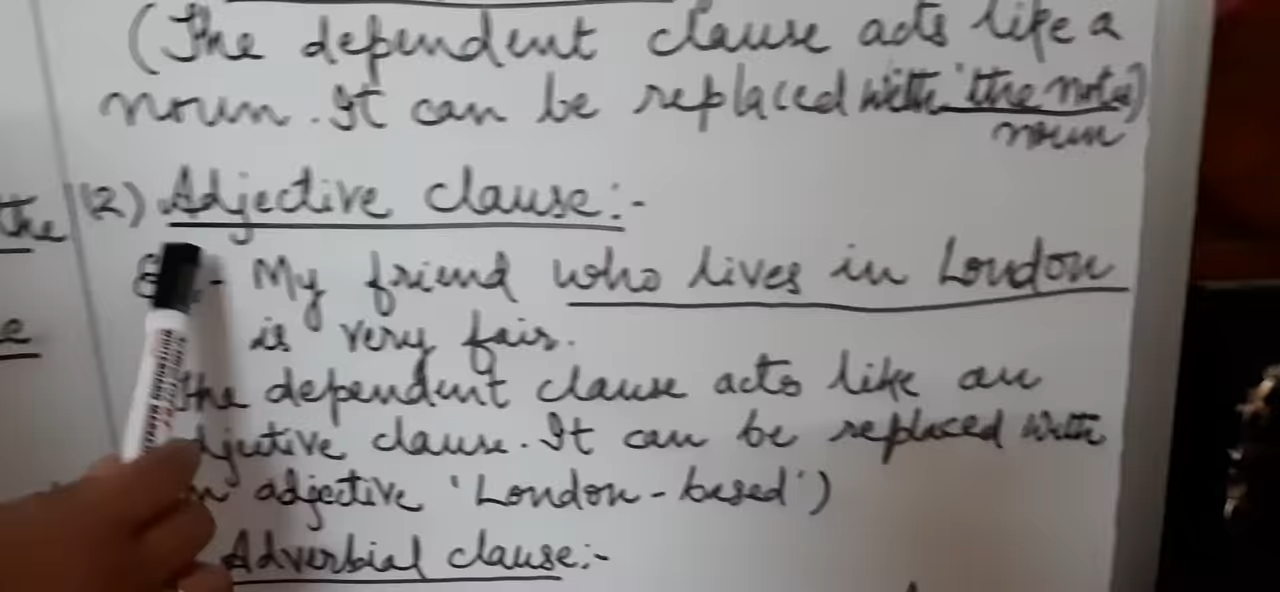 (The dependent clause acts like a
noun. It can be replaced with 'the noun')
noun
the (2) Adjective clause:-
My friend who lives in London
e is very fair.
the dependent clause acts like an
djective clause. It can be replaced with
adjective 'London-based')
Adverbial clause:-